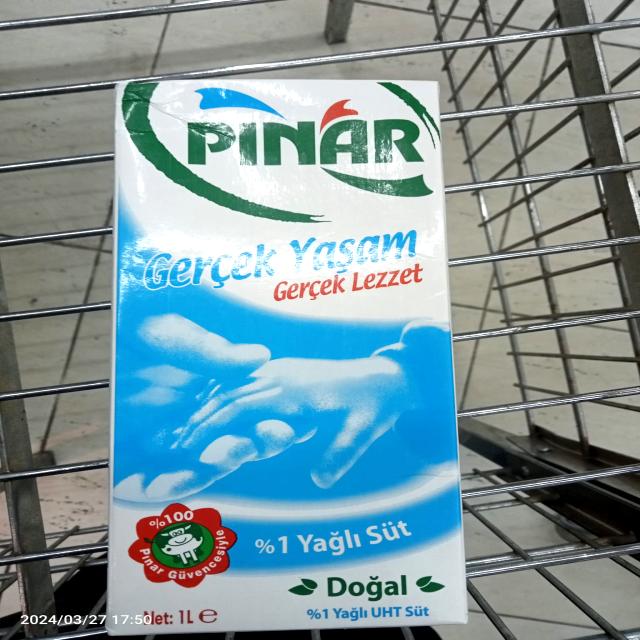 PINAR
Gerçek Yaşam
Gerçek Lezzet
%100
Pınar Güvencesiyle
%1 Yağlı Süt
Doğal
%1 Yağlı UHT Süt
Net: 1L ℮
2024/03/27 17:50